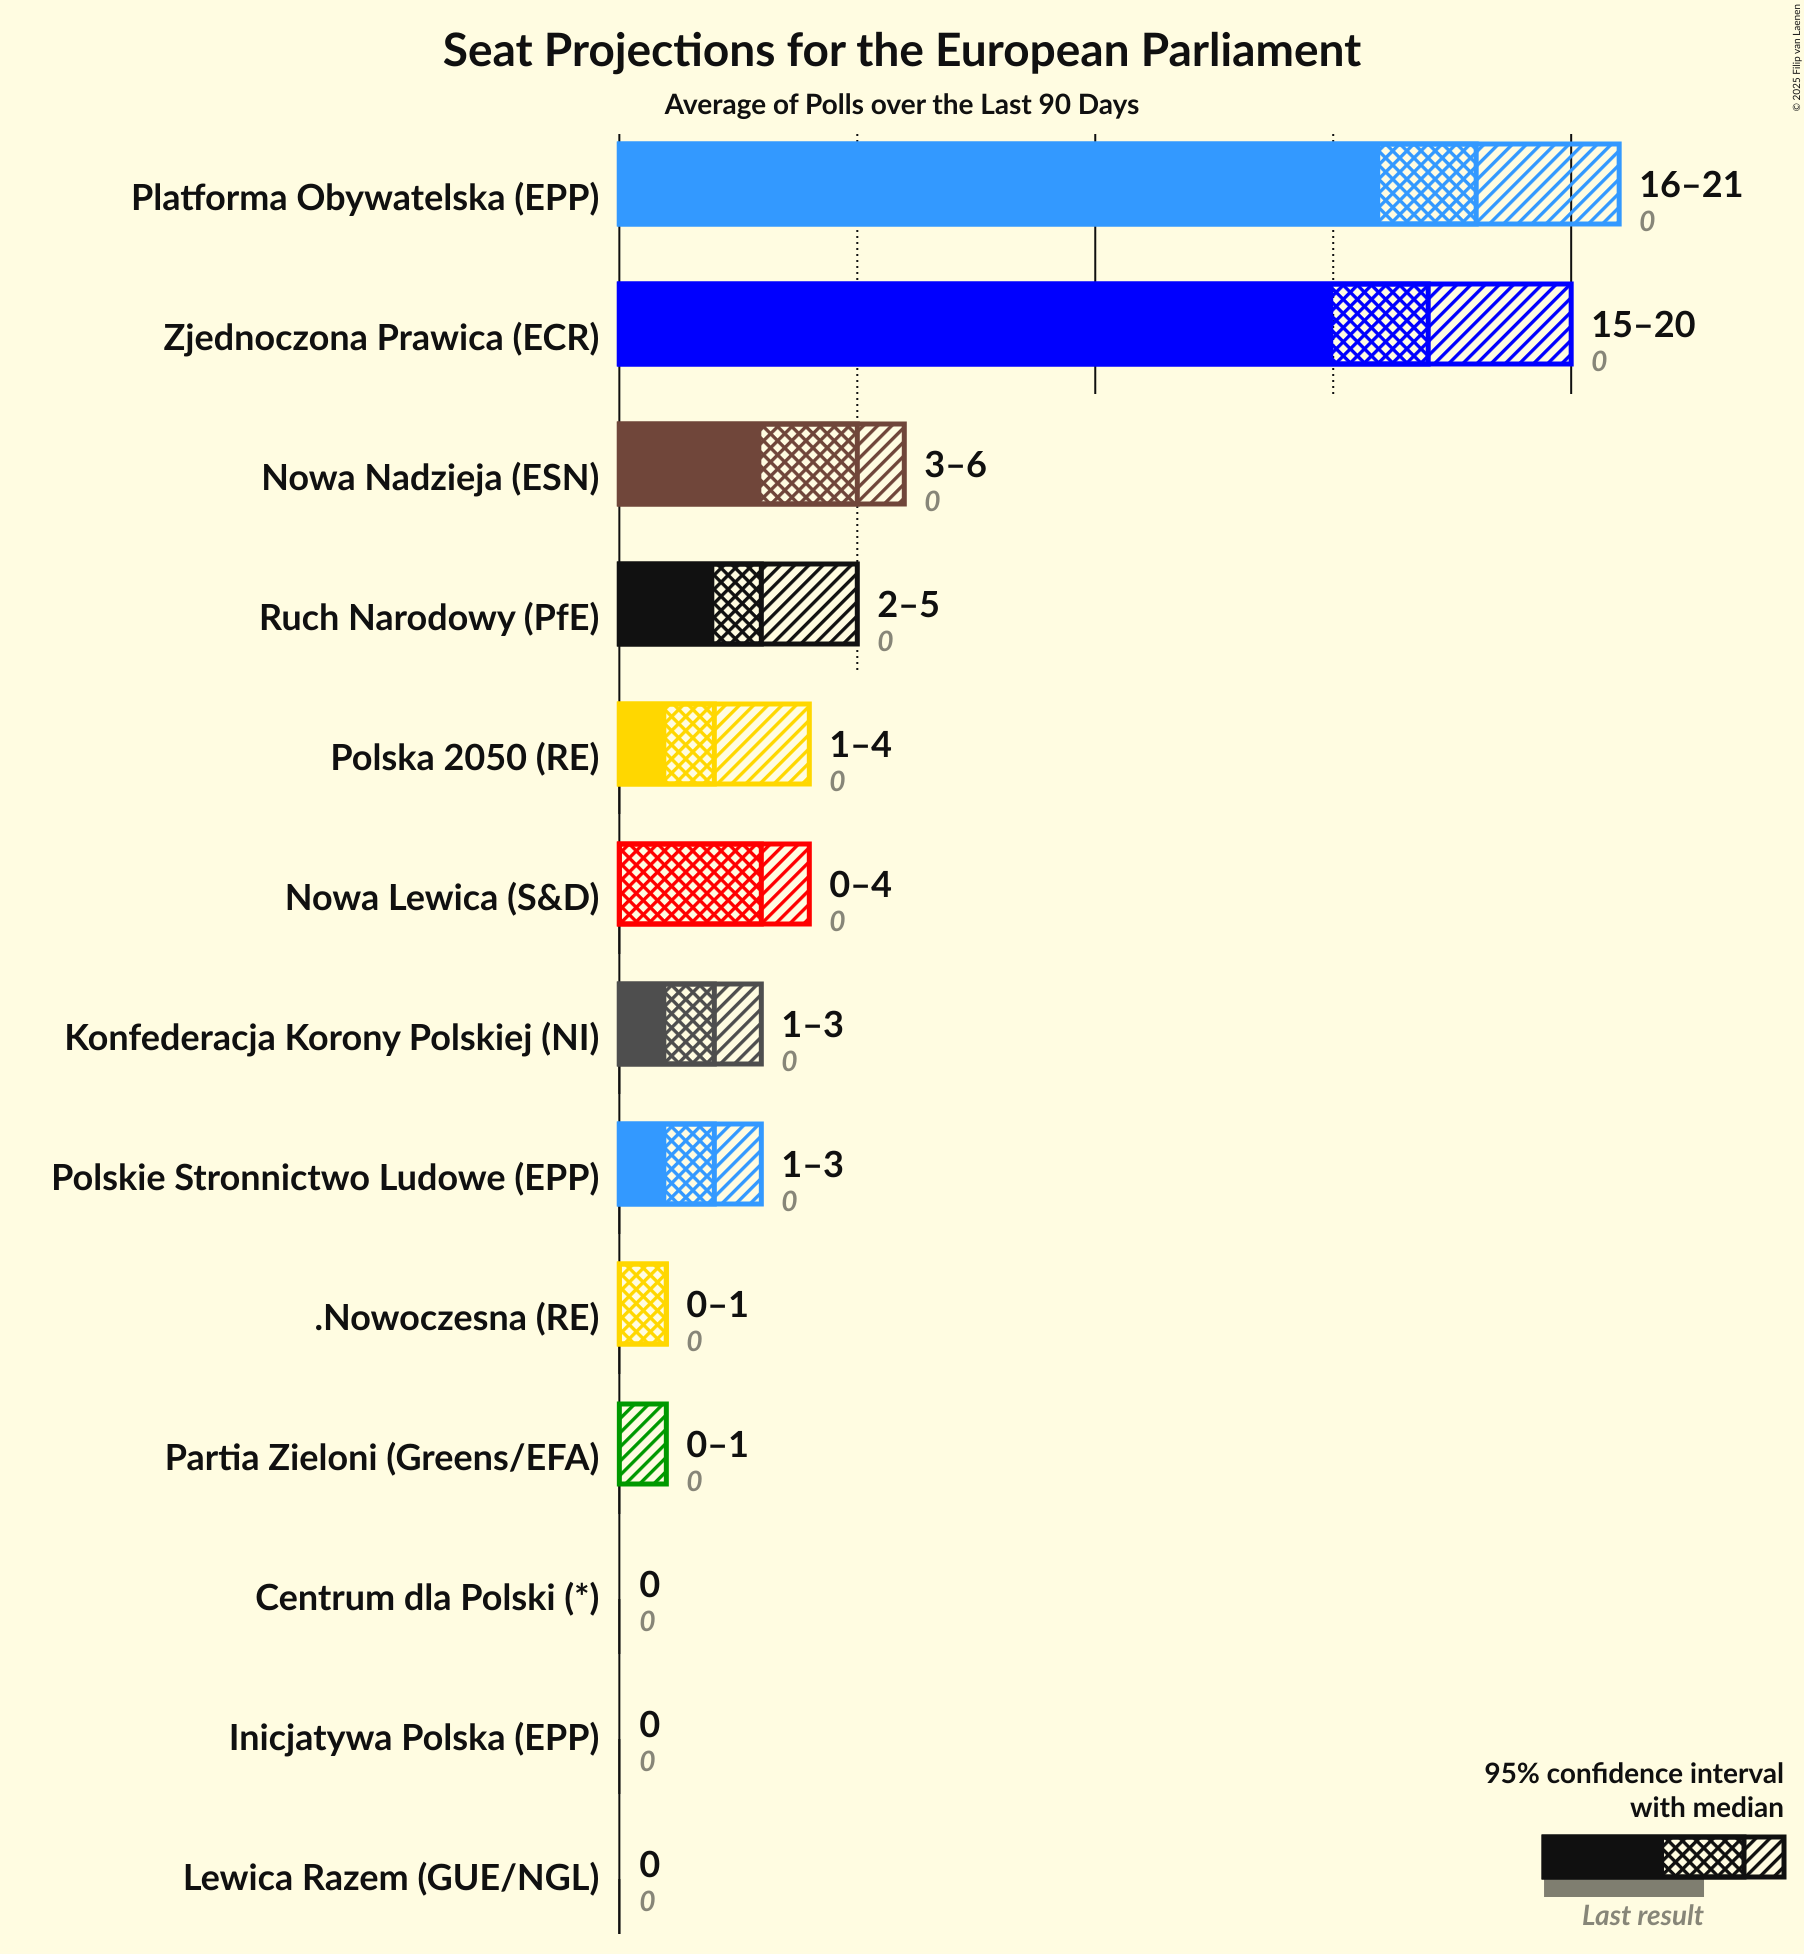 Seat Projections for the European Parliament
Average of Polls over the Last 90 Days
© 2025 Filip van Laenen
Platforma Obywatelska (EPP)
16–21
0
Zjednoczona Prawica (ECR)
15–20
0
Nowa Nadzieja (ESN)
3–6
0
Ruch Narodowy (PfE)
2–5
0
Polska 2050 (RE)
1–4
0
Nowa Lewica (S&D)
0–4
0
Konfederacja Korony Polskiej (NI)
1–3
0
Polskie Stronnictwo Ludowe (EPP)
1–3
0
.Nowoczesna (RE)
0–1
0
Partia Zieloni (Greens/EFA)
0–1
0
Centrum dla Polski (*)
0
0
Inicjatywa Polska (EPP)
0
0
Lewica Razem (GUE/NGL)
0
0
95% confidence interval
with median
Last result